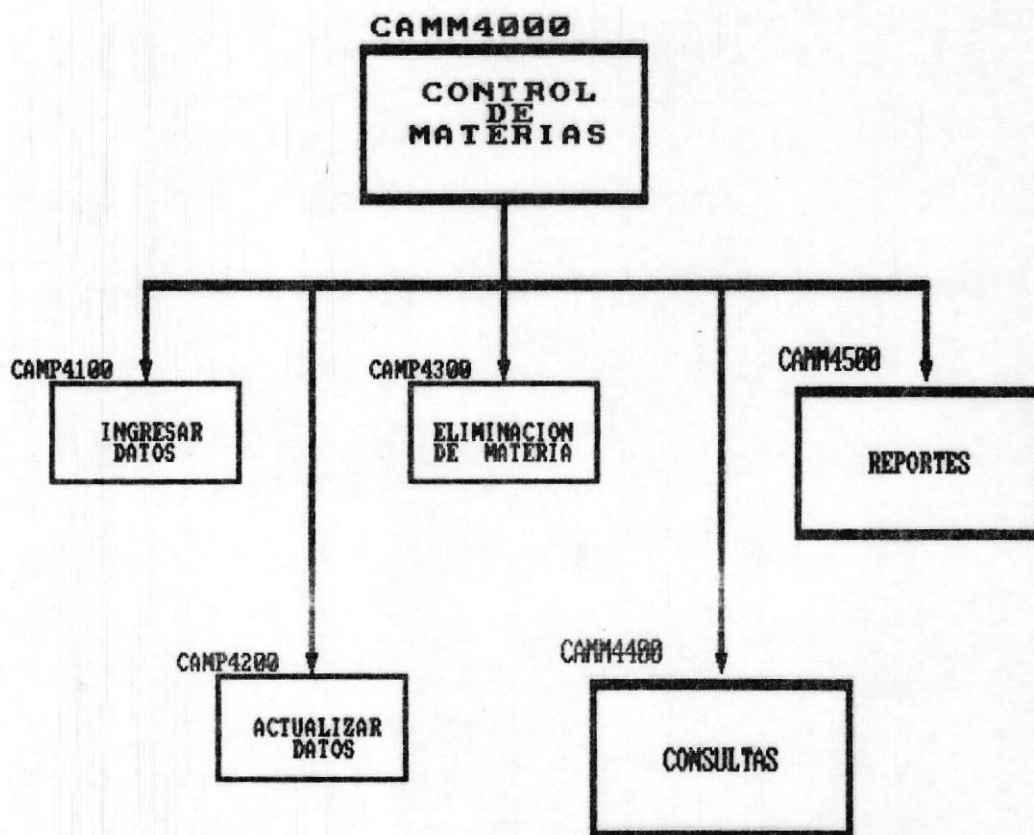 CAMM4000
CONTROL
DE
MATERIAS
CAMP4100
INGRESAR
DATOS
CAMP4300
ELIMINACION
DE MATERIA
CAMM4500
REPORTES
CAMP4200
ACTUALIZAR
DATOS
CAMM4400
CONSULTAS